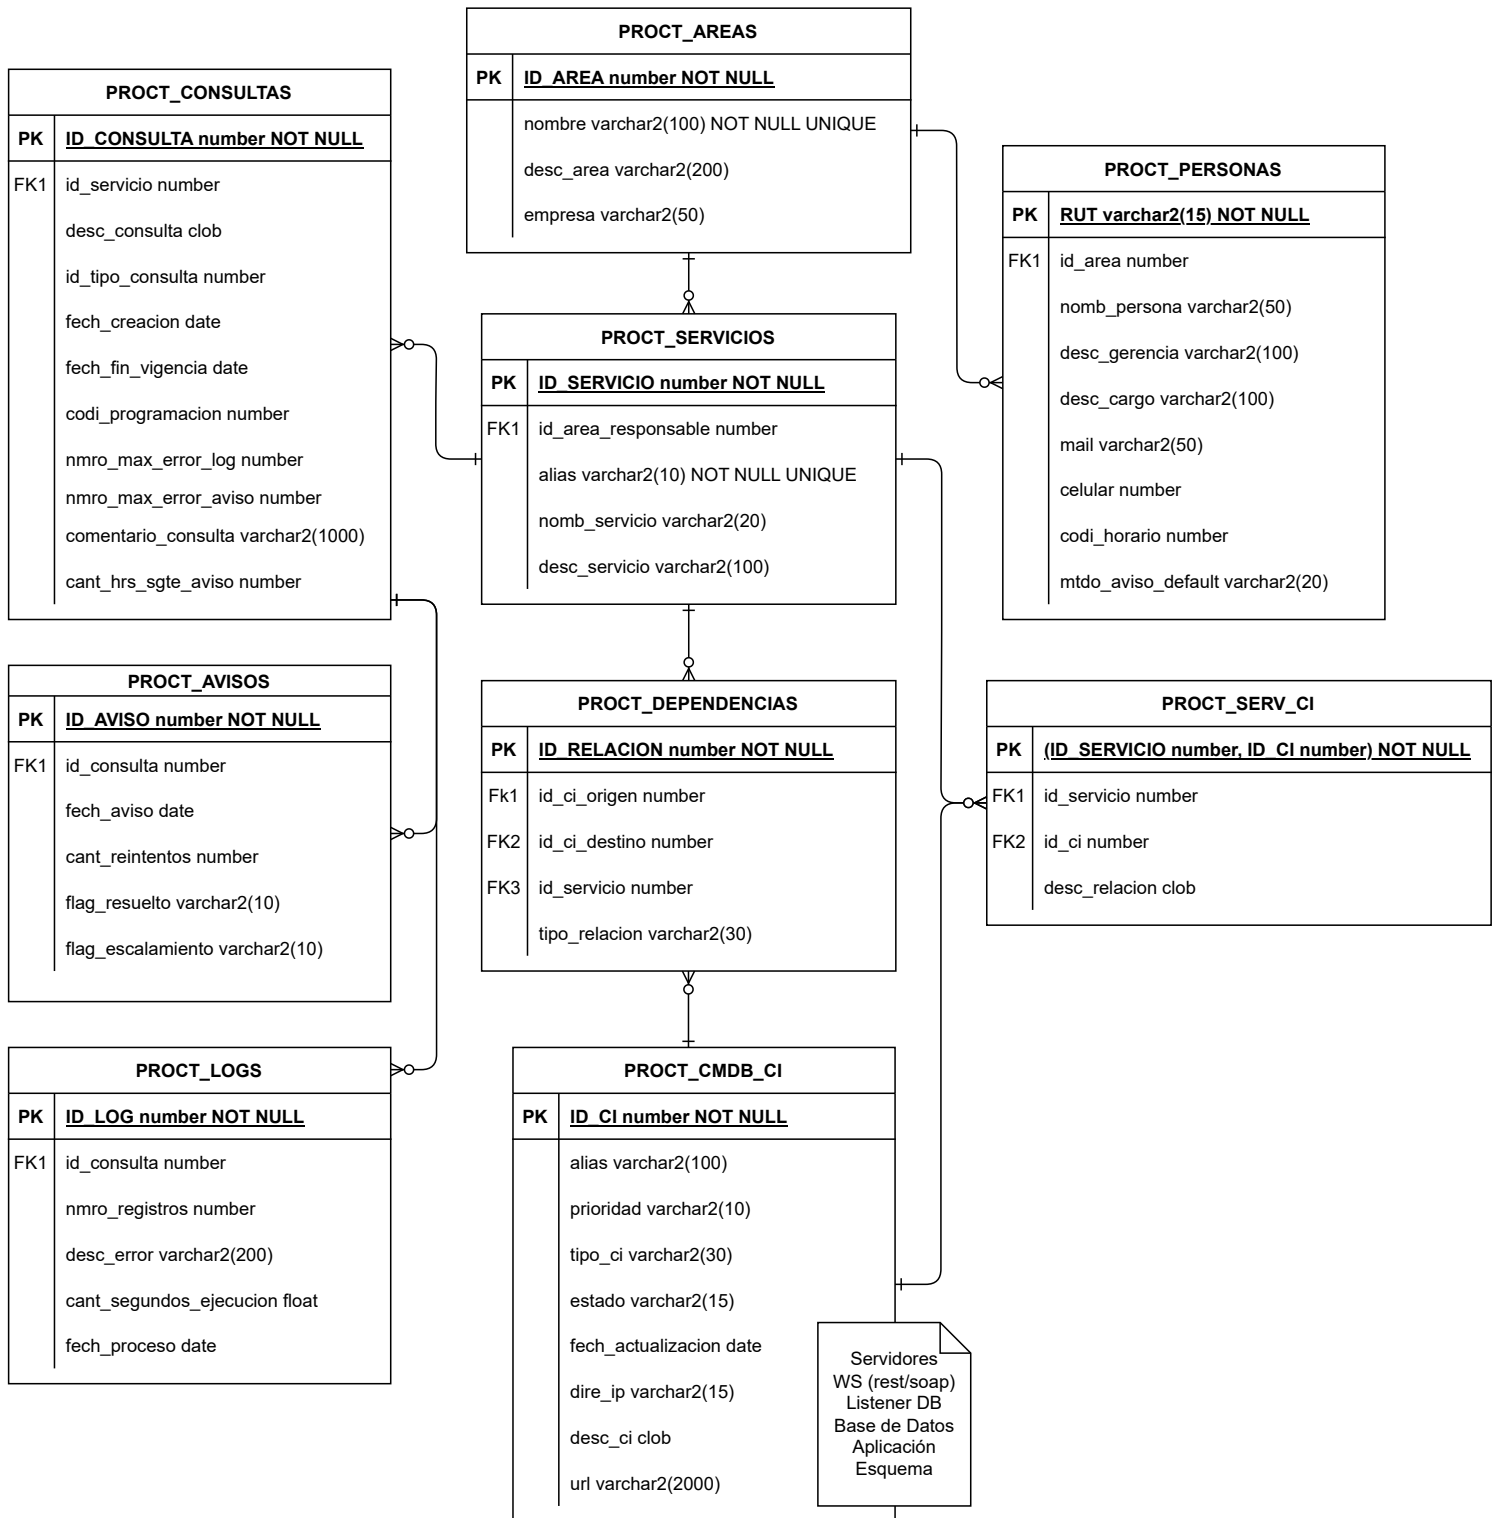 PROCT_AREAS
PK ID_AREA number NOT NULL
nombre varchar2(100) NOT NULL UNIQUE
desc_area varchar2(200)
empresa varchar2(50)
PROCT_CONSULTAS
PK ID_CONSULTA number NOT NULL
FK1 id_servicio number
desc_consulta clob
id_tipo_consulta number
fech_creacion date
fech_fin_vigencia date
codi_programacion number
nmro_max_error_log number
nmro_max_error_aviso number
comentario_consulta varchar2(1000)
cant_hrs_sgte_aviso number
PROCT_PERSONAS
PK RUT varchar2(15) NOT NULL
FK1 id_area number
nomb_persona varchar2(50)
desc_gerencia varchar2(100)
desc_cargo varchar2(100)
mail varchar2(50)
celular number
codi_horario number
mtdo_aviso_default varchar2(20)
PROCT_SERVICIOS
PK ID_SERVICIO number NOT NULL
FK1 id_area_responsable number
alias varchar2(10) NOT NULL UNIQUE
nomb_servicio varchar2(20)
desc_servicio varchar2(100)
PROCT_AVISOS
PK ID_AVISO number NOT NULL
FK1 id_consulta number
fech_aviso date
cant_reintentos number
flag_resuelto varchar2(10)
flag_escalamiento varchar2(10)
PROCT_DEPENDENCIAS
PK ID_RELACION number NOT NULL
Fk1 id_ci_origen number
FK2 id_ci_destino number
FK3 id_servicio number
tipo_relacion varchar2(30)
PROCT_SERV_CI
PK (ID_SERVICIO number, ID_CI number) NOT NULL
FK1 id_servicio number
FK2 id_ci number
desc_relacion clob
PROCT_LOGS
PK ID_LOG number NOT NULL
FK1 id_consulta number
nmro_registros number
desc_error varchar2(200)
cant_segundos_ejecucion float
fech_proceso date
PROCT_CMDB_CI
PK ID_CI number NOT NULL
alias varchar2(100)
prioridad varchar2(10)
tipo_ci varchar2(30)
estado varchar2(15)
fech_actualizacion date
dire_ip varchar2(15)
desc_ci clob
url varchar2(2000)
Servidores
WS (rest/soap)
Listener DB
Base de Datos
Aplicación
Esquema